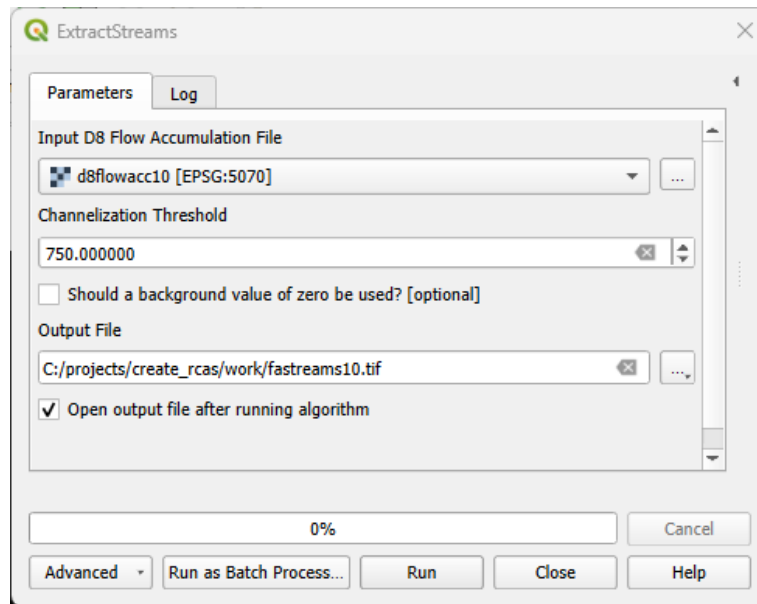 ExtractStreams
Parameters
Log
Input D8 Flow Accumulation File
d8flowacc10 [EPSG:5070]
...
Channelization Threshold
750.000000
Should a background value of zero be used? [optional]
Output File
C:/projects/create_rcas/work/fastreams10.tif
...
Open output file after running algorithm
0%
Cancel
Advanced
Run as Batch Process...
Run
Close
Help